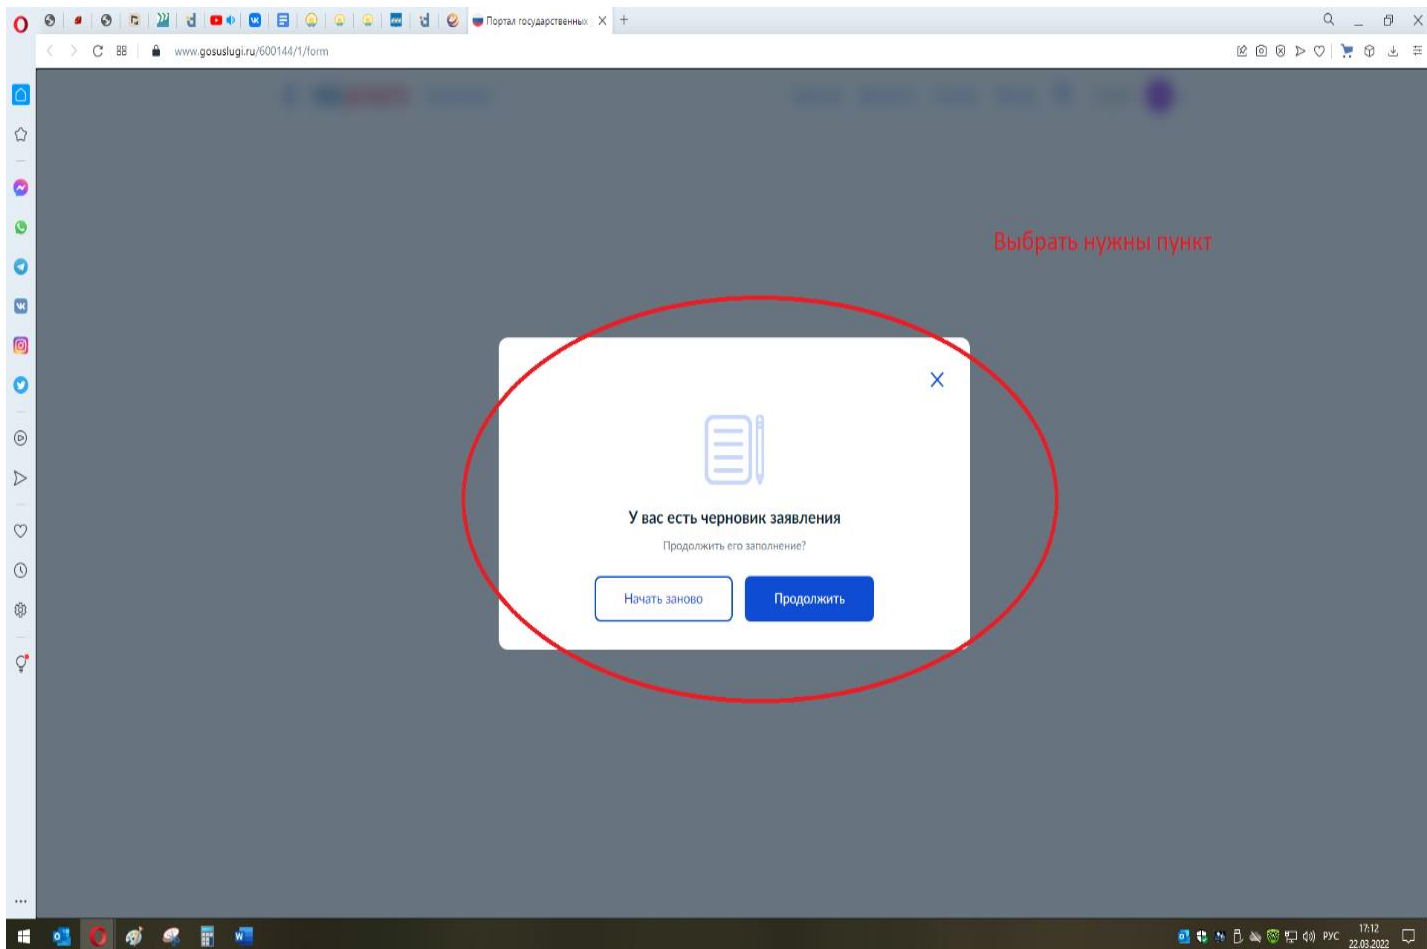 Портал государственных
www.gosuslugi.ru/600144/1/form
Выбрать нужны пункт
У вас есть черновик заявления
Продолжить его заполнение?
Начать заново
Продолжить
РУС
17:12
22.03.2022